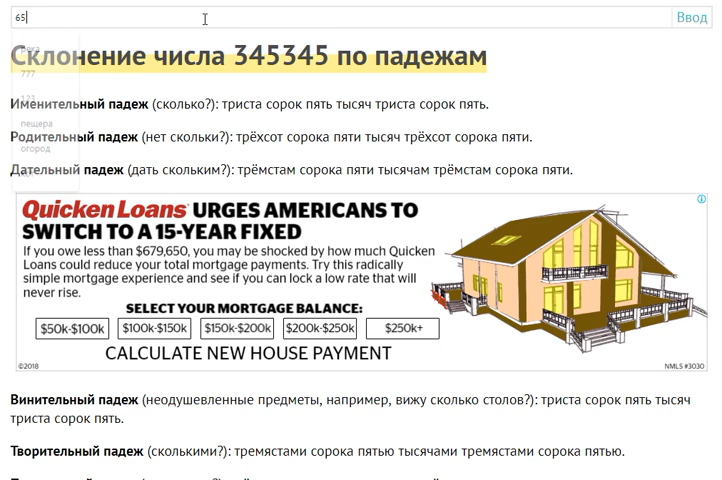 65
Ввод
Склонение числа 345345 по падежам
777
123
пещера
огород
Именительный падеж (сколько?): триста сорок пять тысяч триста сорок пять.
Родительный падеж (нет скольки?): трёхсот сорока пяти тысяч трёхсот сорока пяти.
Дательный падеж (дать скольким?): трёмстам сорока пяти тысячам трёмстам сорока пяти.
Quicken Loans URGES AMERICANS TO
SWITCH TO A 15-YEAR FIXED
If you owe less than $679,650, you may be shocked by how much Quicken
Loans could reduce your total mortgage payments. Try this radically
simple mortgage experience and see if you can lock a low rate that will
never rise.
SELECT YOUR MORTGAGE BALANCE:
$50k-$100k $100k-$150k $150k-$200k $200k-$250k $250k+
CALCULATE NEW HOUSE PAYMENT
©2018
NMLS #3030
Винительный падеж (неодушевленные предметы, например, вижу сколько столов?): триста сорок пять тысяч
триста сорок пять.
Творительный падеж (сколькими?): тремястами сорока пятью тысячами тремястами сорока пятью.